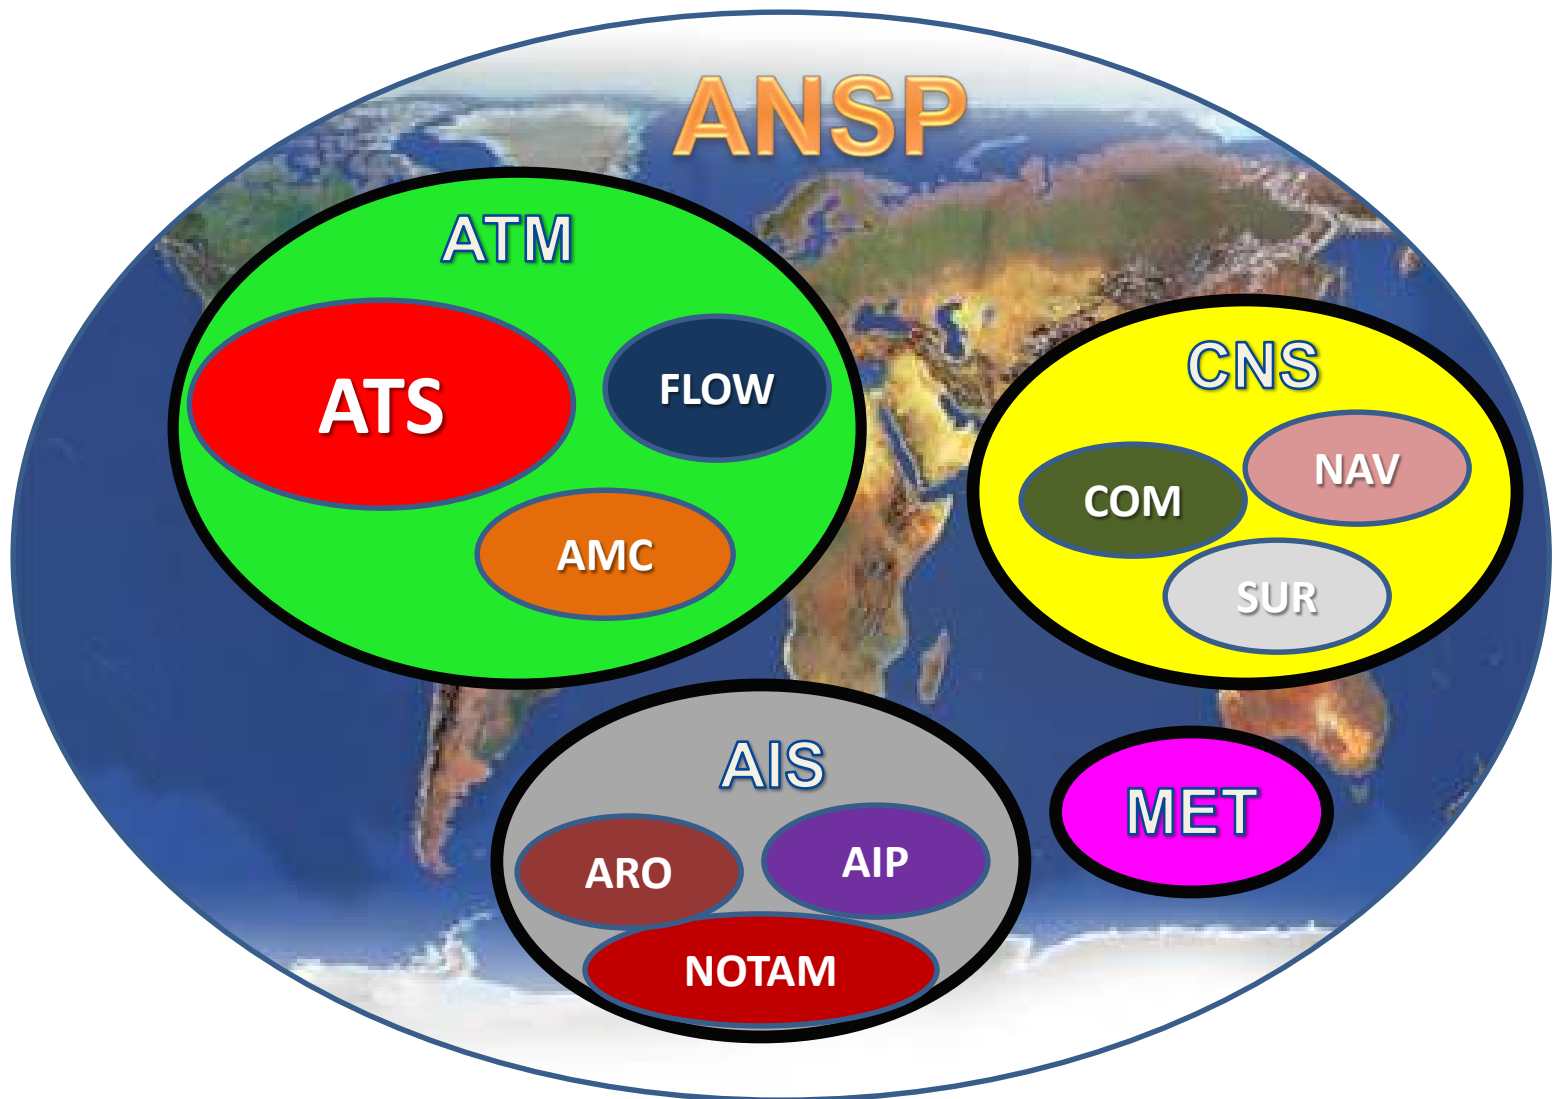 ANSP
ATM
ATS
FLOW
AMC
CNS
COM
NAV
SUR
AIS
ARO
AIP
NOTAM
MET